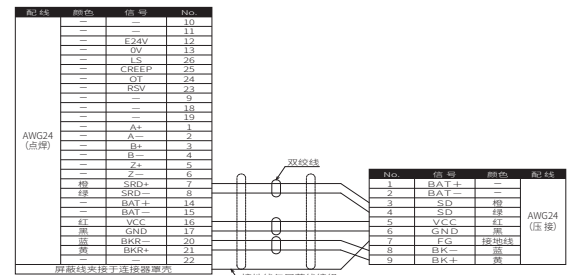 配线 颜色 信号 No.
— — 10
— — 11
— E24V 12
— 0V 13
— LS 26
— CREEP 25
— OT 24
— RSV 23
— — 9
— — 18
— — 19
— A+ 1
AWG24 — A— 2
(点焊) — B+ 3
— B— 4
— Z+ 5
— Z— 6
橙 SRD+ 7
绿 SRD— 8
— BAT+ 14
— BAT— 15
红 VCC 16
黑 GND 17
蓝 BKR— 20
黄 BKR+ 21
— — 22
屏蔽线夹接于连接器罩壳
双绞线
No. 信号 颜色 配线
1 BAT+ —
2 BAT— —
3 SD 橙
4 SD 绿
5 VCC 红 AWG24
6 GND 黑 (压接)
7 FG 接地线
8 BK— 蓝
9 BK+ 黄